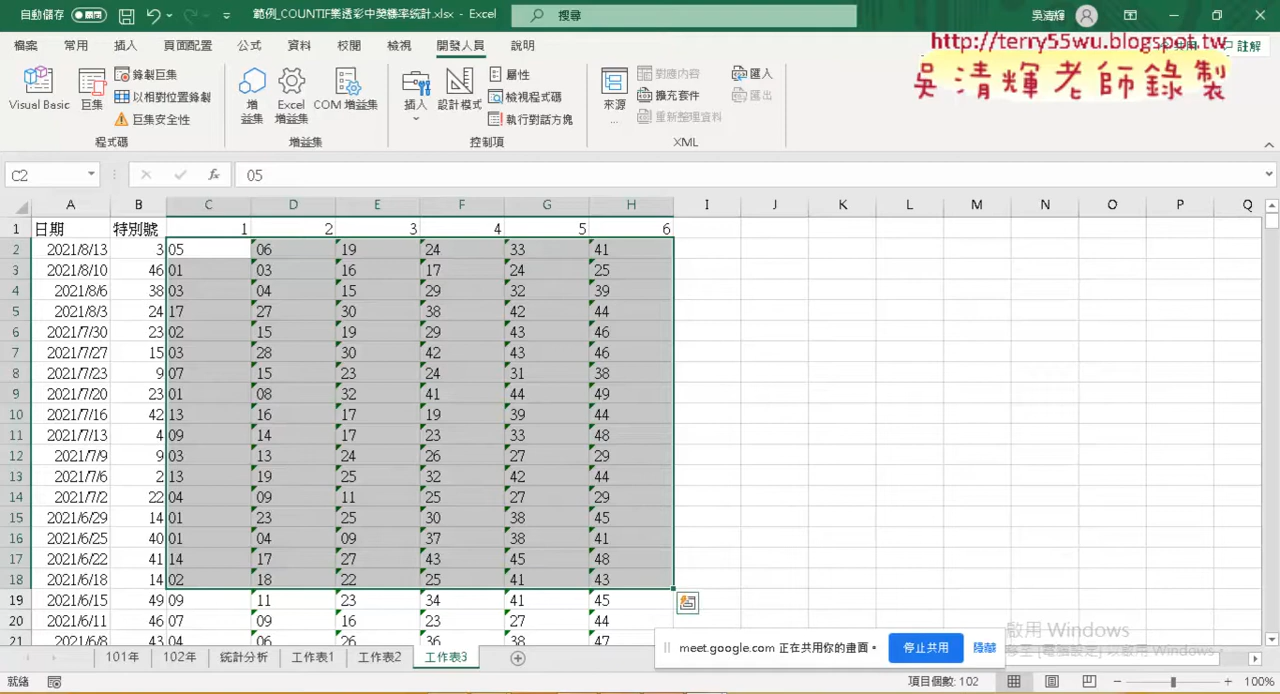 自動儲存
範例_COUNTIF樂透彩中獎機率統計.xlsx - Excel
搜尋
吳清輝
檔案 常用 插入 頁面配置 公式 資料 校閱 檢視 開發人員 說明
註解
http://terry55wu.blogspot.tw
吳清輝老師錄製
Visual Basic 巨集 錄製巨集 以相對位置錄製 巨集安全性
程式碼
增益集 Excel 增益集 COM 增益集
增益集
插入 設計模式 屬性 檢視程式碼 執行對話方塊
控制項
來源 對應內容 擴充套件 重新整理資料 匯入 匯出
XML
C2 fx 05
A B C D E F G H I J K L M N O P Q
1 日期 特別號 1 2 3 4 5 6
2 2021/8/13 3 05 06 19 24 33 41
3 2021/8/10 46 01 03 16 17 24 25
4 2021/8/6 38 03 04 15 29 32 39
5 2021/8/3 24 17 27 30 38 42 44
6 2021/7/30 23 02 15 19 29 43 46
7 2021/7/27 15 03 28 30 42 43 46
8 2021/7/23 9 07 15 23 24 31 38
9 2021/7/20 23 01 08 32 41 44 49
10 2021/7/16 42 13 16 17 19 39 44
11 2021/7/13 4 09 14 17 23 33 48
12 2021/7/9 9 03 13 24 26 27 29
13 2021/7/6 2 13 19 25 32 42 44
14 2021/7/2 22 04 09 11 25 27 29
15 2021/6/29 14 01 23 25 30 38 45
16 2021/6/25 40 01 04 09 37 38 41
17 2021/6/22 41 14 17 27 43 45 48
18 2021/6/18 14 02 18 22 25 41 43
19 2021/6/15 49 09 11 23 34 41 45
20 2021/6/11 46 07 09 16 23 27 44
21 2021/6/8 43 04 06 26 36 38 47
meet.google.com 正在共用你的畫面。 停止共用 隱藏
啟用 Windows
101年 102年 統計分析 工作表1 工作表2 工作表3
就緒 項目個數: 102 100%